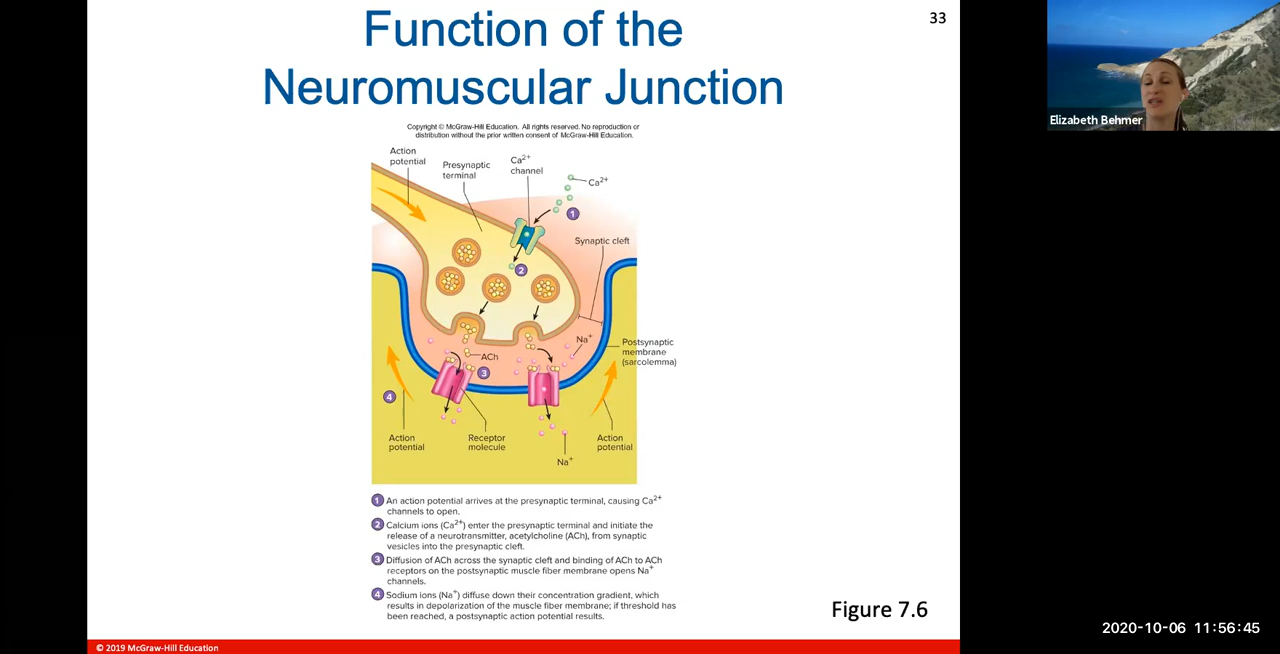 Function of the
Neuromuscular Junction
33
Elizabeth Behmer
Copyright © McGraw-Hill Education. All rights reserved. No reproduction or
distribution without the prior written consent of McGraw-Hill Education.
Action
potential
Presynaptic
terminal
Ca2+
channel
Ca2+
1
Synaptic cleft
2
Na+
Postsynaptic
membrane
(sarcolemma)
ACh
3
4
Action
potential
Receptor
molecule
Action
potential
Na+
1 An action potential arrives at the presynaptic terminal, causing Ca2+
channels to open.
2 Calcium ions (Ca2+) enter the presynaptic terminal and initiate the
release of a neurotransmitter, acetylcholine (ACh), from synaptic
vesicles into the presynaptic cleft.
3 Diffusion of ACh across the synaptic cleft and binding of ACh to ACh
receptors on the postsynaptic muscle fiber membrane opens Na+
channels.
4 Sodium ions (Na+) diffuse down their concentration gradient, which
results in depolarization of the muscle fiber membrane; if threshold has
been reached, a postsynaptic action potential results.
Figure 7.6
2020-10-06 11:56:45
© 2019 McGraw-Hill Education